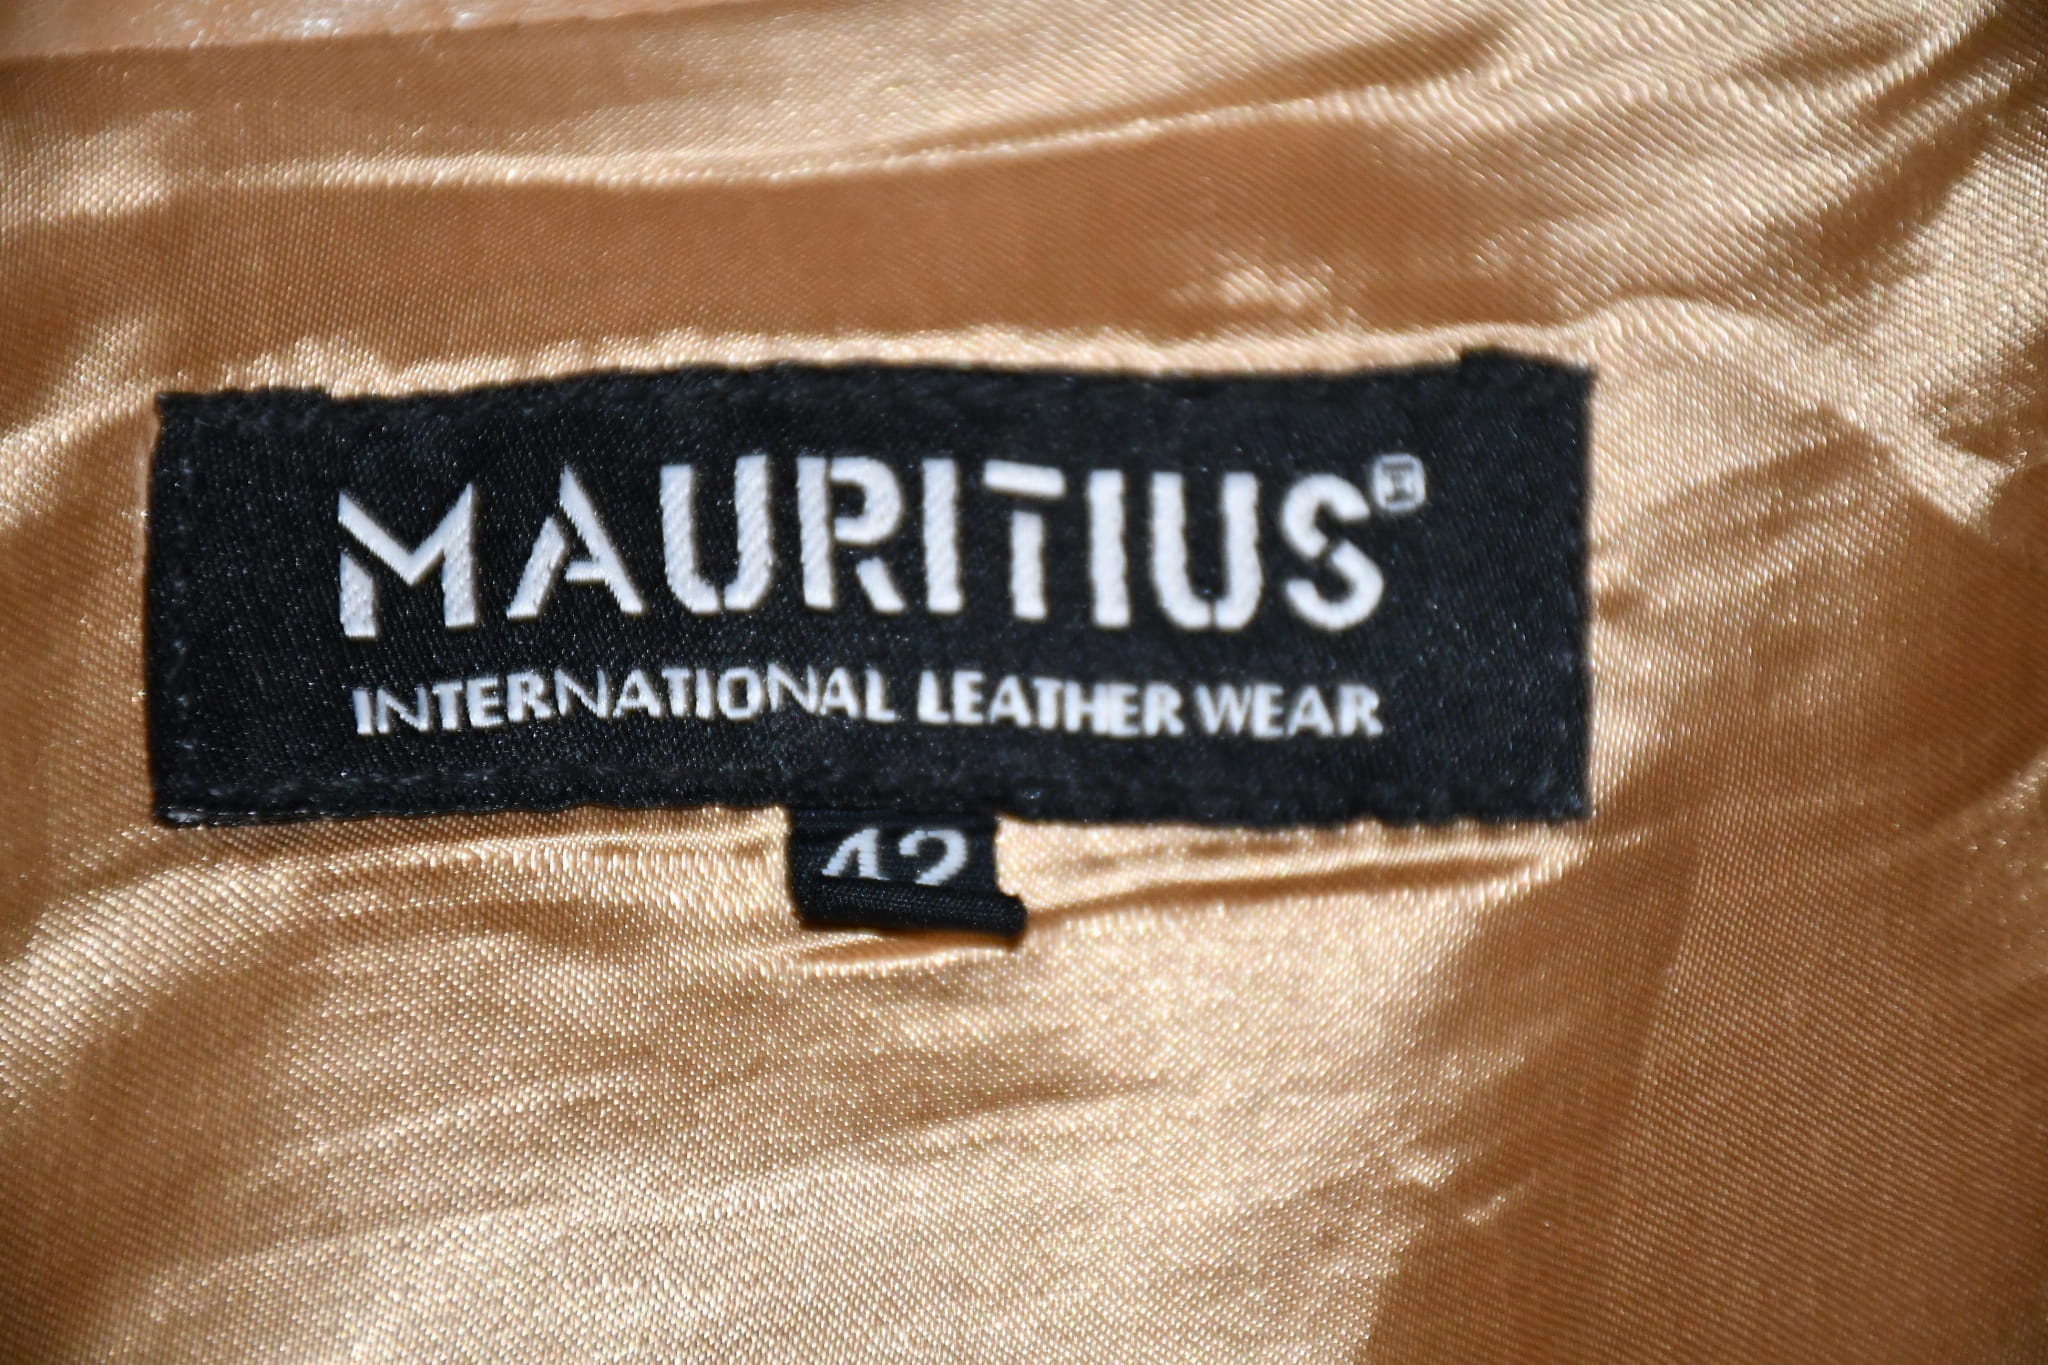 MAURITIUS
INTERNATIONAL LEATHER WEAR
42